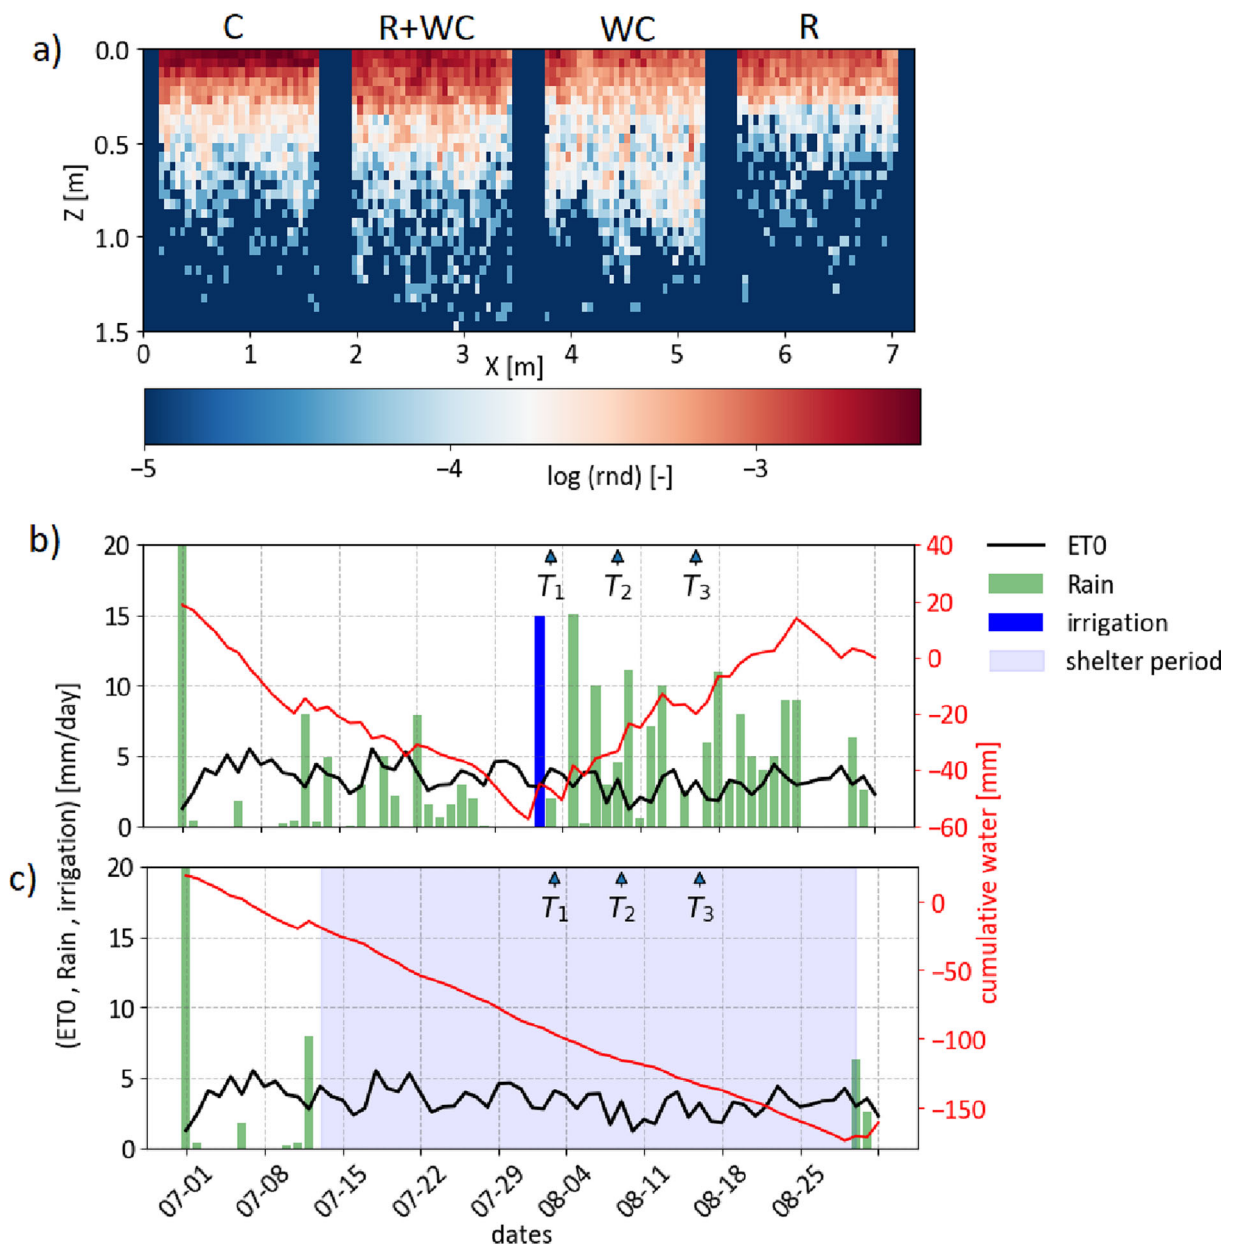 a)
C R+WC WC R
0.0
0.5
1.0
1.5
Z [m]
0 1 2 3 4 5 6 7
X [m]
−5 −4 −3
log (rnd) [-]
b)
20
15
10
5
0
T1 T2 T3
40
20
0
−20
−40
−60
ET0
Rain
irrigation
shelter period
(ET0 , Rain , irrigation) [mm/day]
cumulative water [mm]
c)
20
15
10
5
0
T1 T2 T3
0
−50
−100
−150
07-01 07-08 07-15 07-22 07-29 08-04 08-11 08-18 08-25
dates